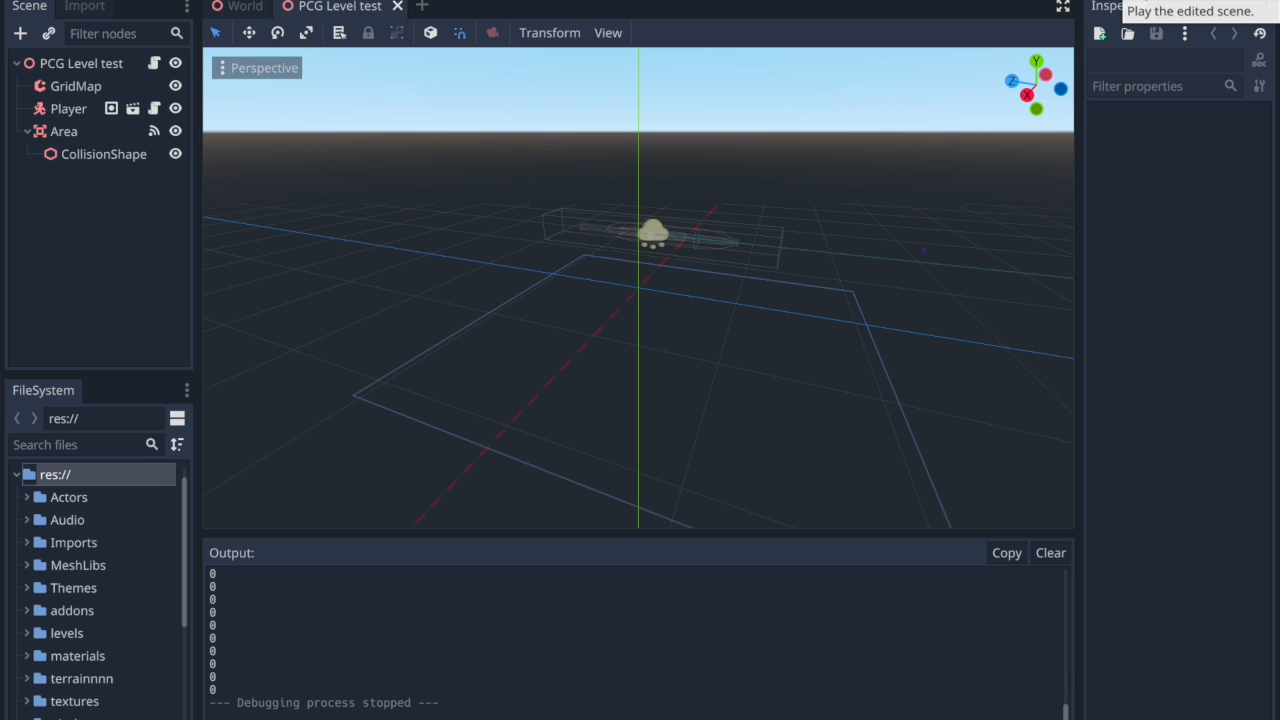 Scene
Import
World
PCG Level test
Inspe
Play the edited scene.
Filter nodes
Transform
View
PCG Level test
GridMap
Player
Area
CollisionShape
Perspective
Y
Z
X
DOC
Filter properties
FileSystem
res://
Search files
res://
Actors
Audio
Imports
MeshLibs
Themes
addons
levels
materials
terrainnnn
textures
Output:
Copy
Clear
0
0
0
0
0
0
0
0
0
0
--- Debugging process stopped ---